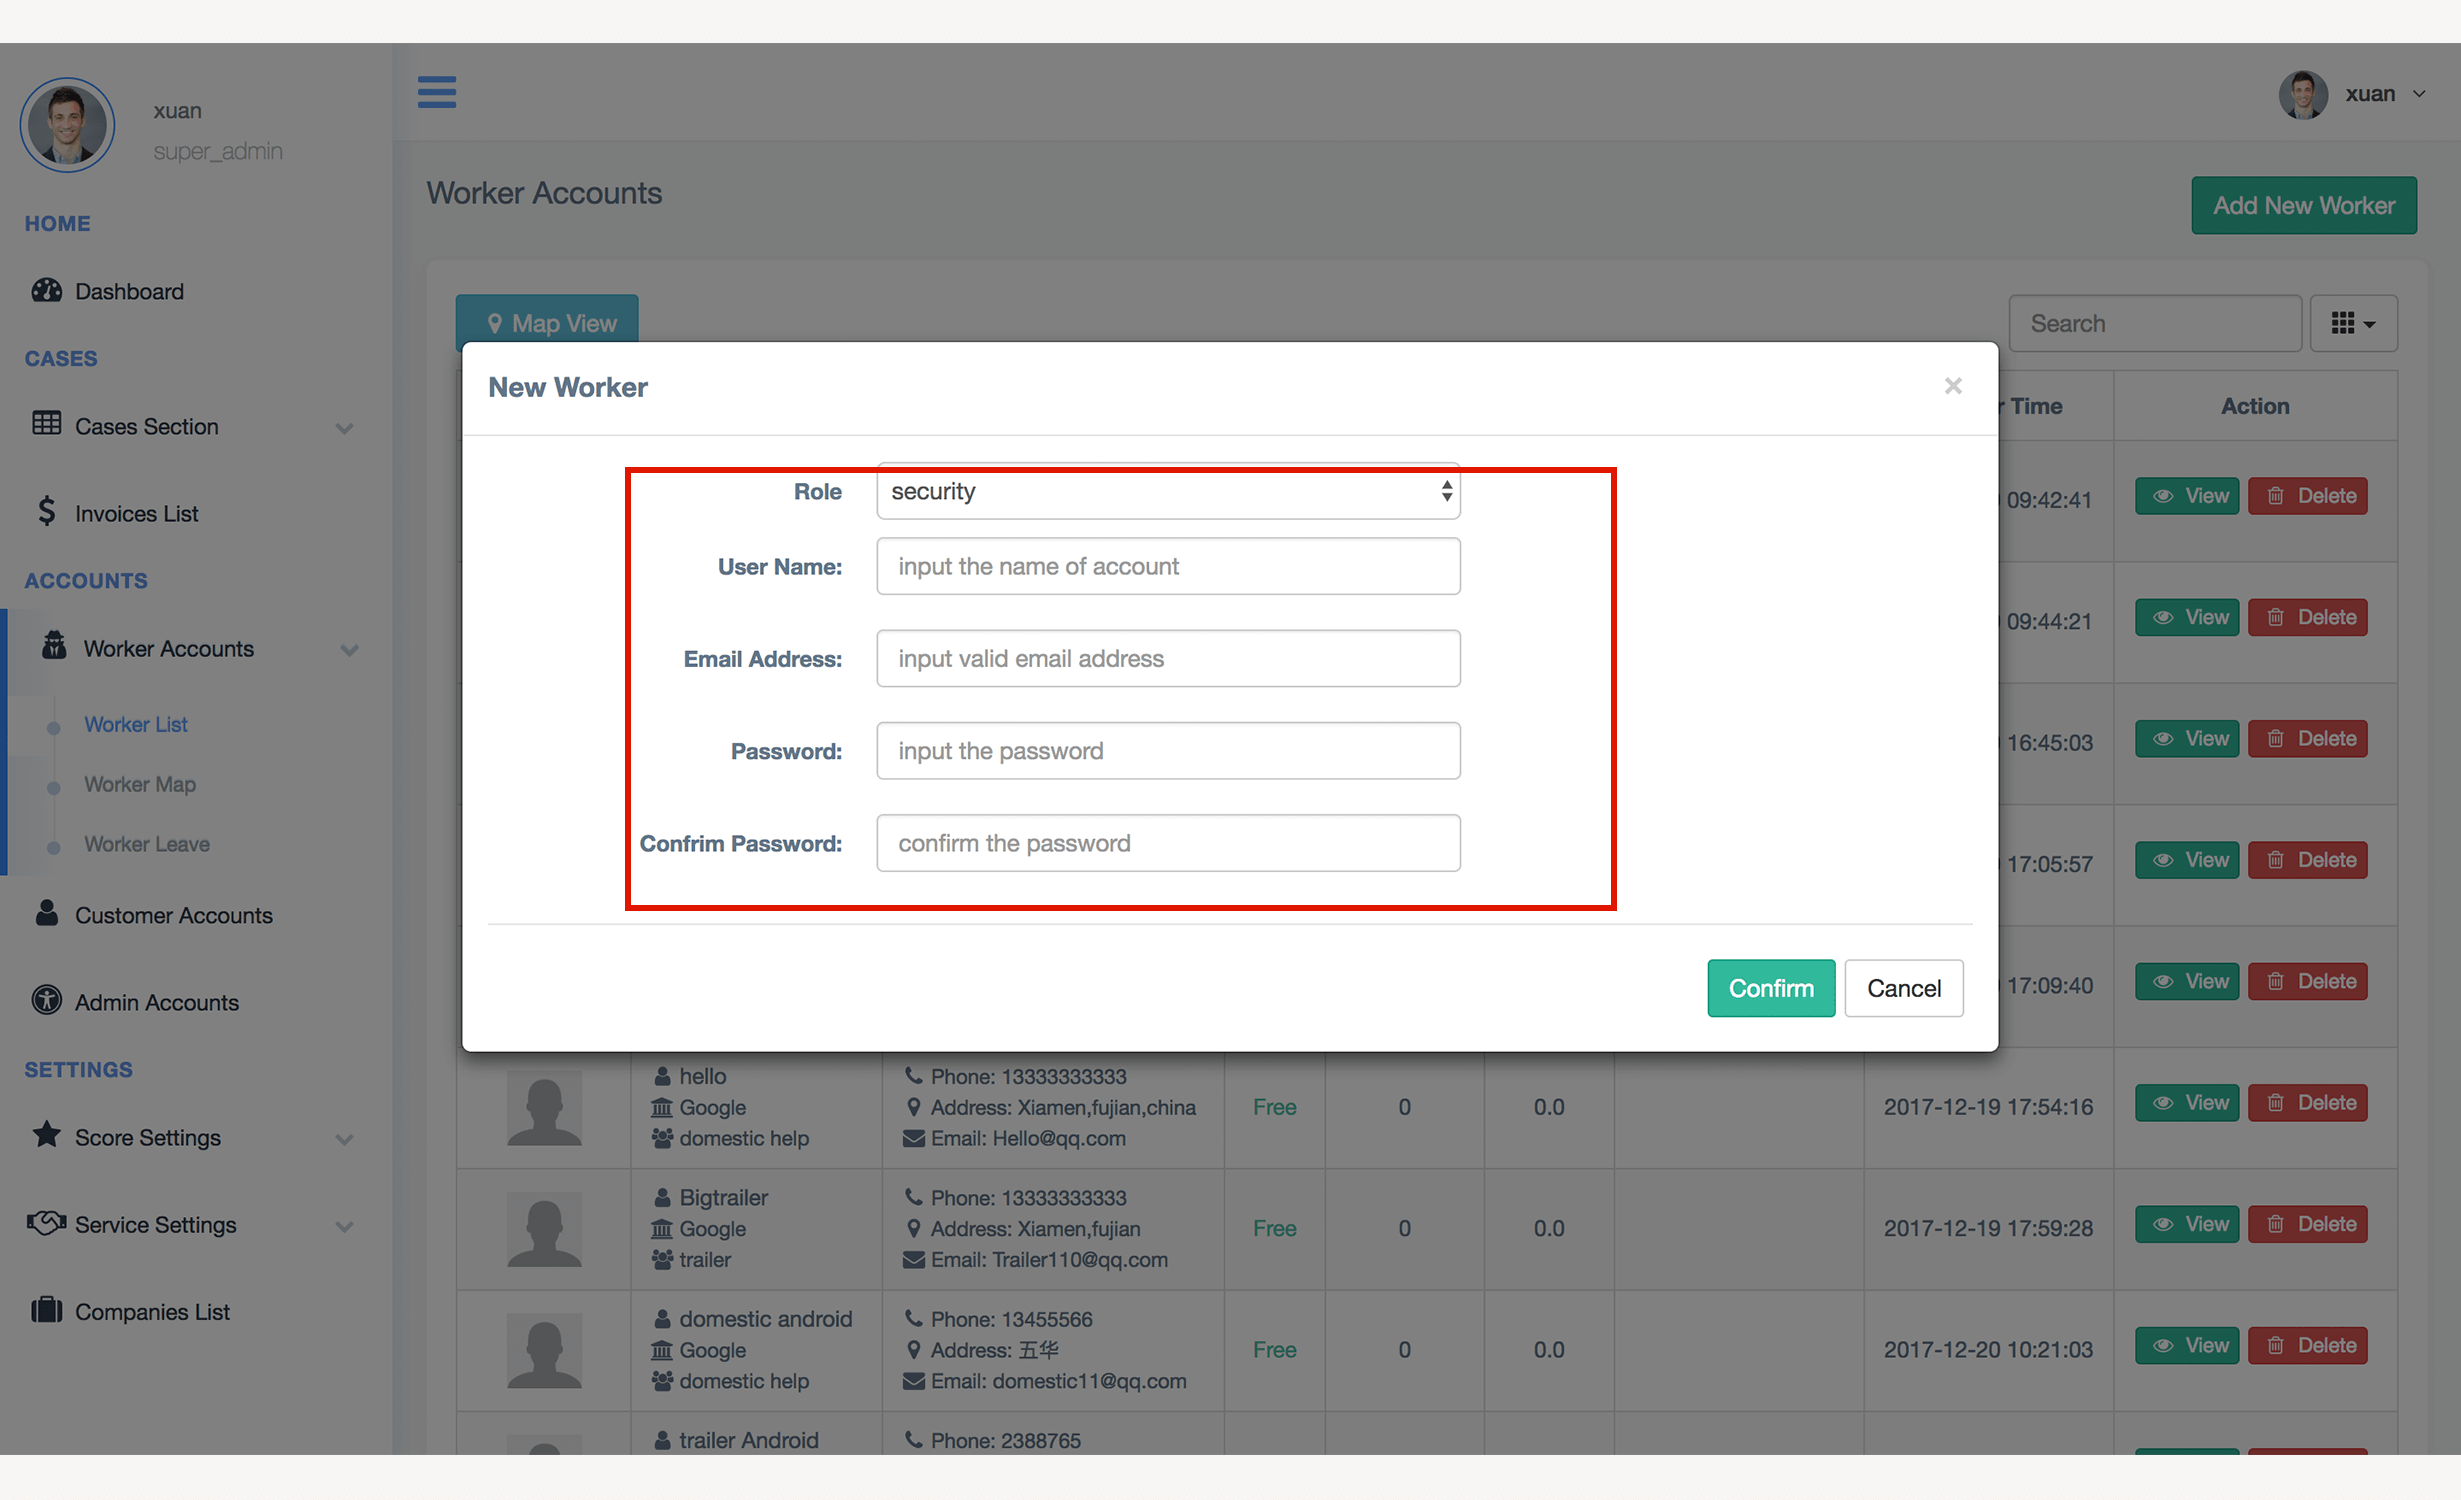 xuan
super_admin
xuan
HOME
Dashboard
CASES
Cases Section
Invoices List
ACCOUNTS
Worker Accounts
Worker List
Worker Map
Worker Leave
Customer Accounts
Admin Accounts
SETTINGS
Score Settings
Service Settings
Companies List
Worker Accounts
Add New Worker
Map View
Search
Time
Action
New Worker
×
Role
security
User Name:
input the name of account
Email Address:
input valid email address
Password:
input the password
Confrim Password:
confirm the password
Confirm
Cancel
09:42:41
View
Delete
09:44:21
View
Delete
16:45:03
View
Delete
17:05:57
View
Delete
17:09:40
View
Delete
hello
Google
domestic help
Phone: 13333333333
Address: Xiamen,fujian,china
Email: Hello@qq.com
Free
0
0.0
2017-12-19 17:54:16
View
Delete
Bigtrailer
Google
trailer
Phone: 13333333333
Address: Xiamen,fujian
Email: Trailer110@qq.com
Free
0
0.0
2017-12-19 17:59:28
View
Delete
domestic android
Google
domestic help
Phone: 13455566
Address: 五华
Email: domestic11@qq.com
Free
0
0.0
2017-12-20 10:21:03
View
Delete
trailer Android
Phone: 2388765